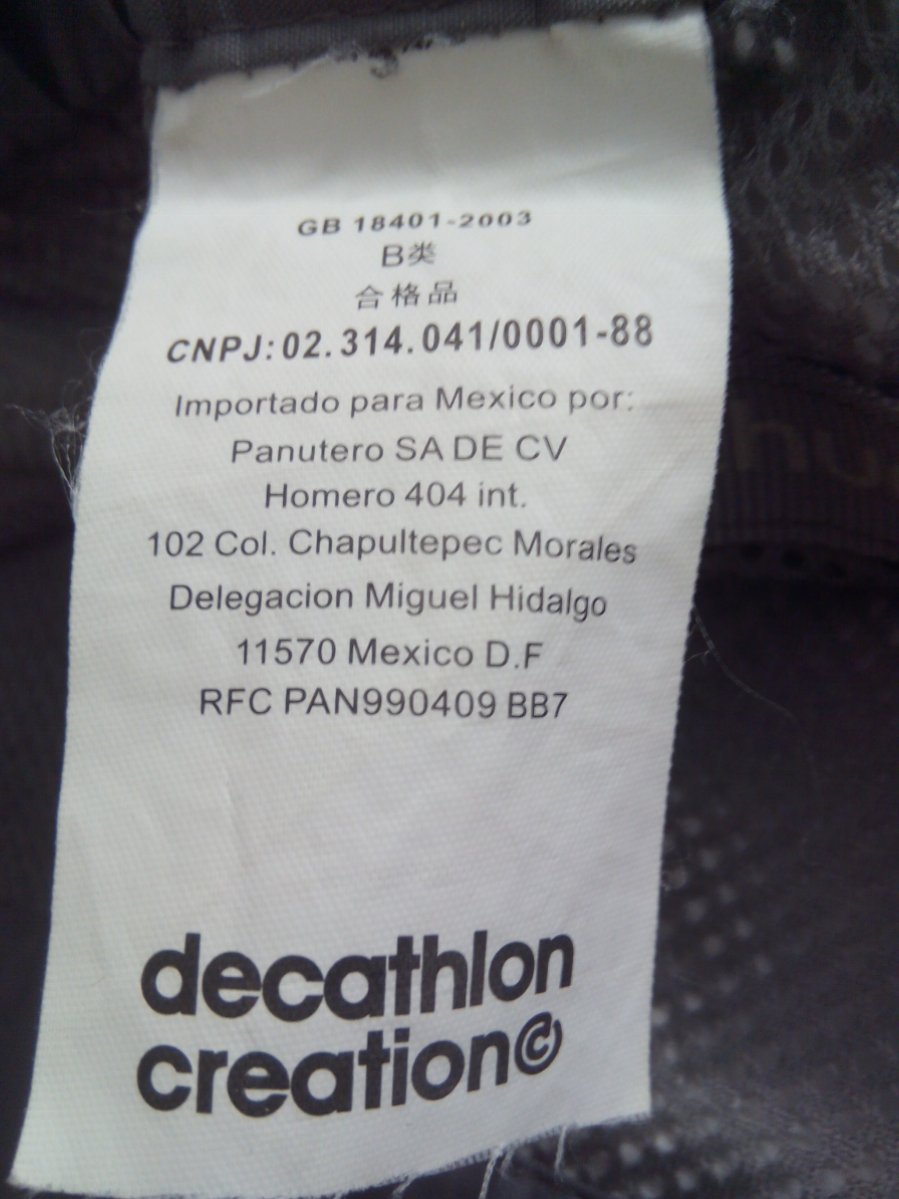 GB 18401-2003
B类
合格品
CNPJ:02.314.041/0001-88
Importado para Mexico por:
Panutero SA DE CV
Homero 404 int.
102 Col. Chapultepec Morales
Delegacion Miguel Hidalgo
11570 Mexico D.F
RFC PAN990409 BB7
decathlon
creation©